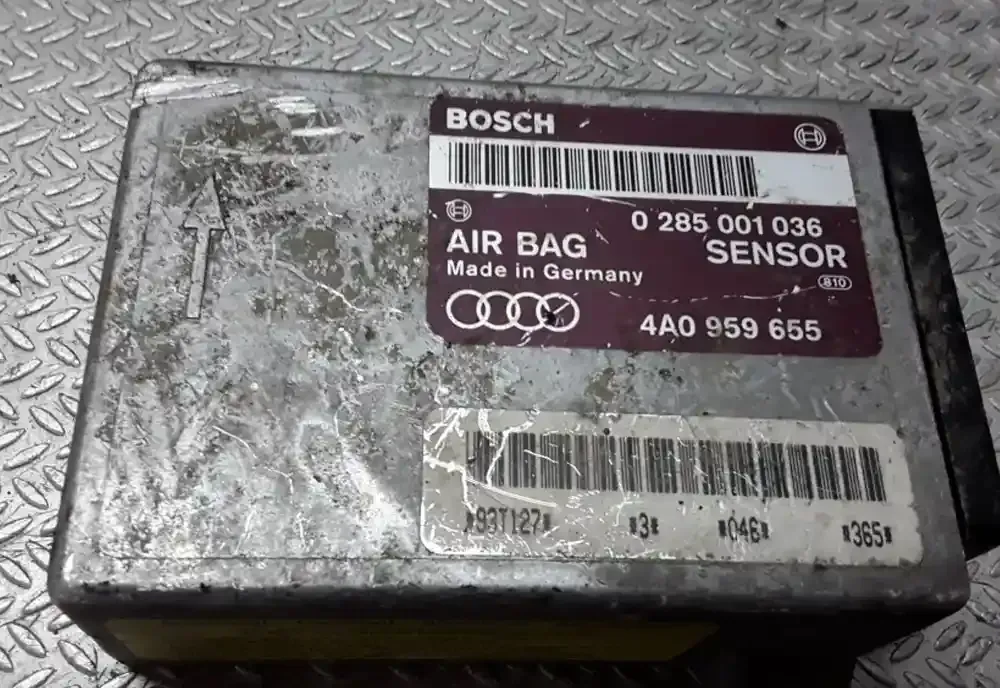 BOSCH
0 285 001 036
AIR BAG SENSOR
Made in Germany
810
4A0 959 655
*93T127* *3* *046* *365*